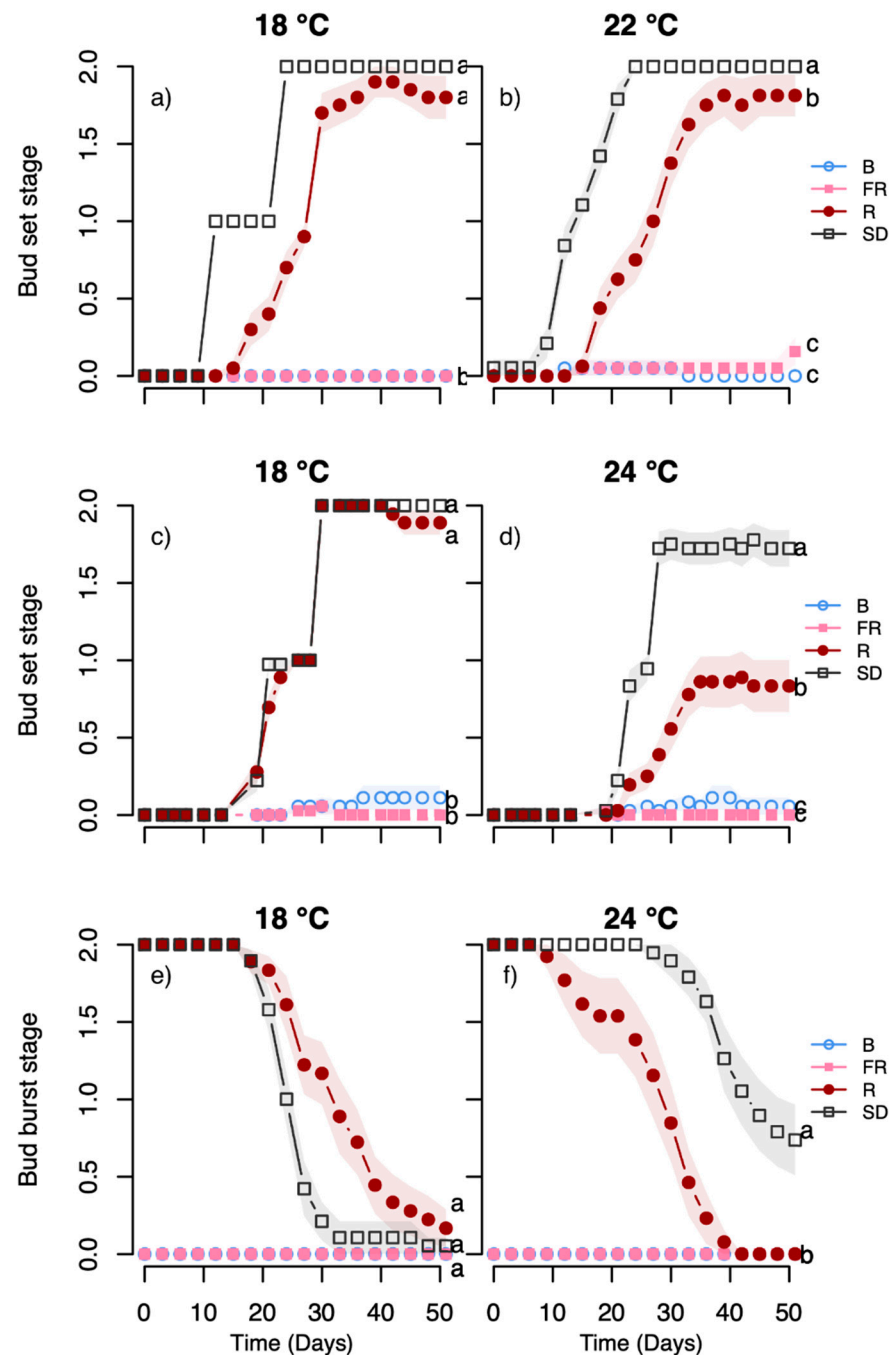 18 °C
22 °C
Bud set stage
0.0 0.5 1.0 1.5 2.0
a)
a
a
b
b)
a
b
c
c
B
FR
R
SD
18 °C
24 °C
Bud set stage
0.0 0.5 1.0 1.5 2.0
c)
a
a
b
b
d)
a
b
c
c
B
FR
R
SD
18 °C
24 °C
Bud burst stage
0.0 0.5 1.0 1.5 2.0
e)
a
a
a
f)
a
b
B
FR
R
SD
0 10 20 30 40 50
0 10 20 30 40 50
Time (Days)
Time (Days)